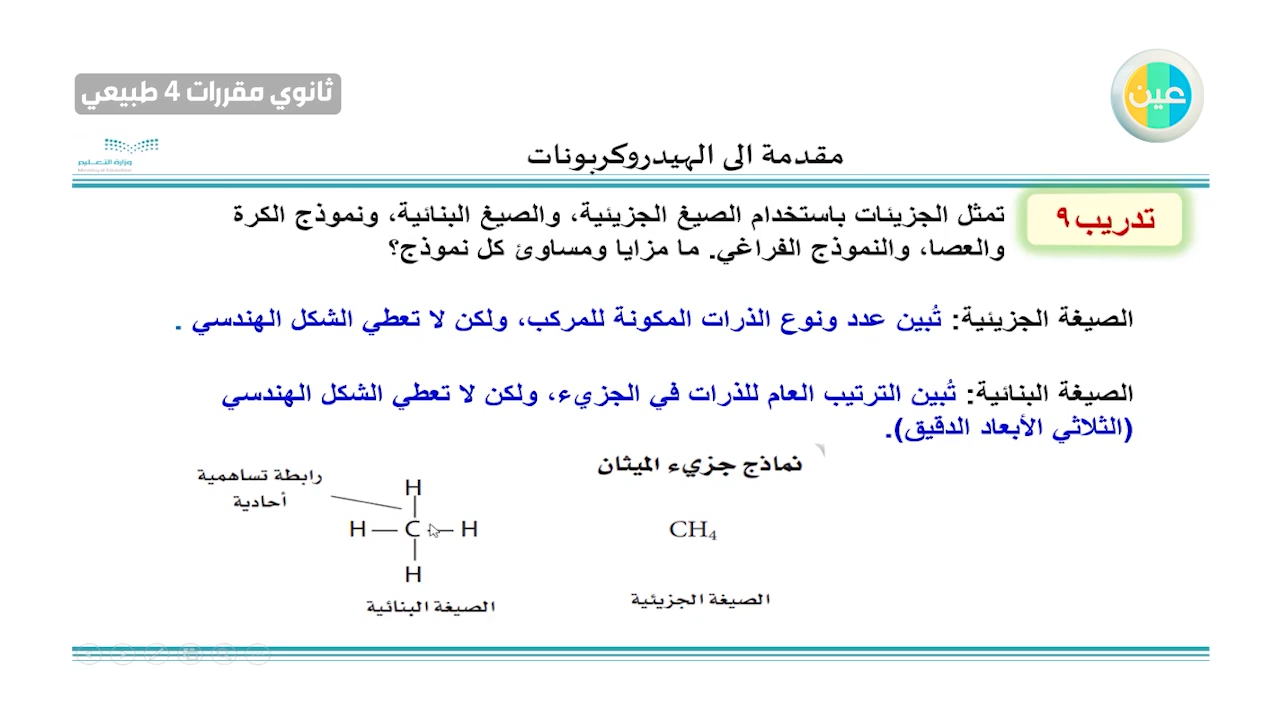 ثانوي مقررات 4 طبيعي
عين
وزارة التعليم
Ministry of Education
مقدمة الى الهيدروكربونات
تدريب ٩
تمثل الجزيئات باستخدام الصيغ الجزيئية، والصيغ البنائية، ونموذج الكرة
والعصا، والنموذج الفراغي. ما مزايا ومساوئ كل نموذج؟
الصيغة الجزيئية: تُبين عدد ونوع الذرات المكونة للمركب، ولكن لا تعطي الشكل الهندسي .
الصيغة البنائية: تُبين الترتيب العام للذرات في الجزيء، ولكن لا تعطي الشكل الهندسي
(الثلاثي الأبعاد الدقيق).
نماذج جزيء الميثان
CH₄
الصيغة الجزيئية
رابطة تساهمية
أحادية
H
H — C — H
H
الصيغة البنائية